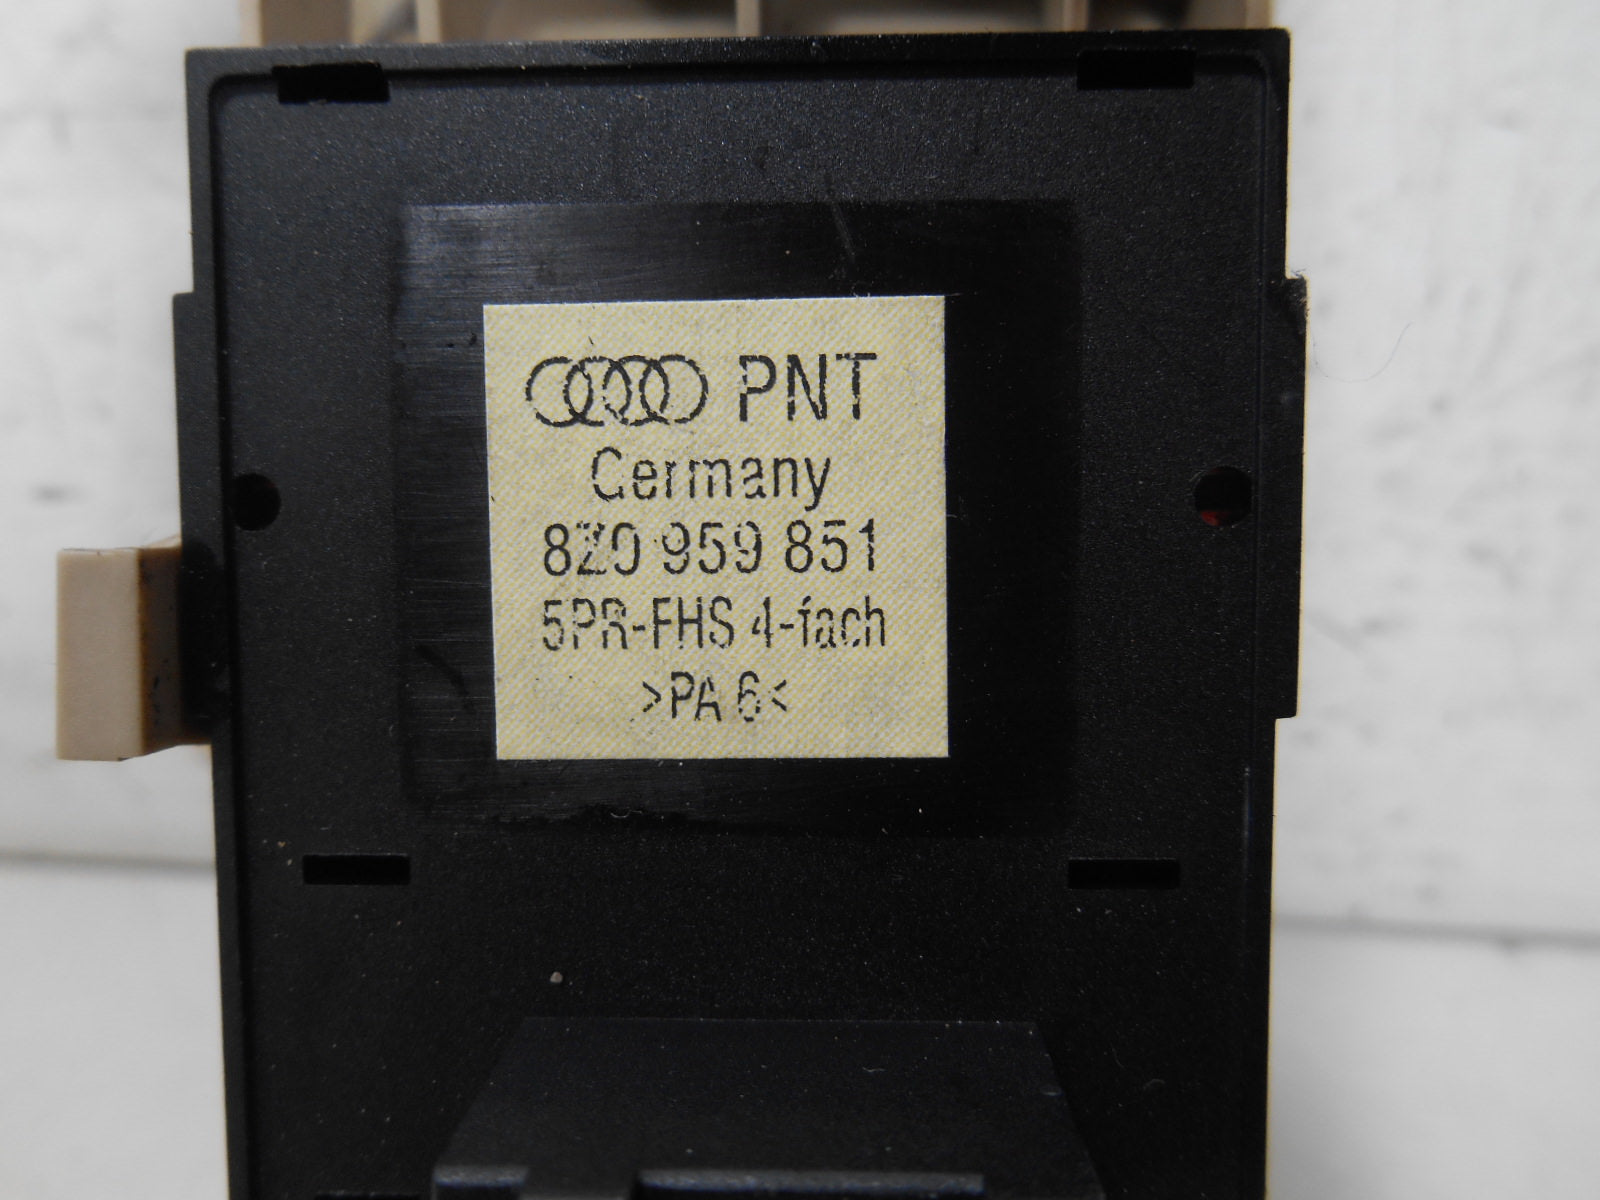 PNT
Germany
8Z0 959 851
5PR-FHS 4-fach
>PA 6<